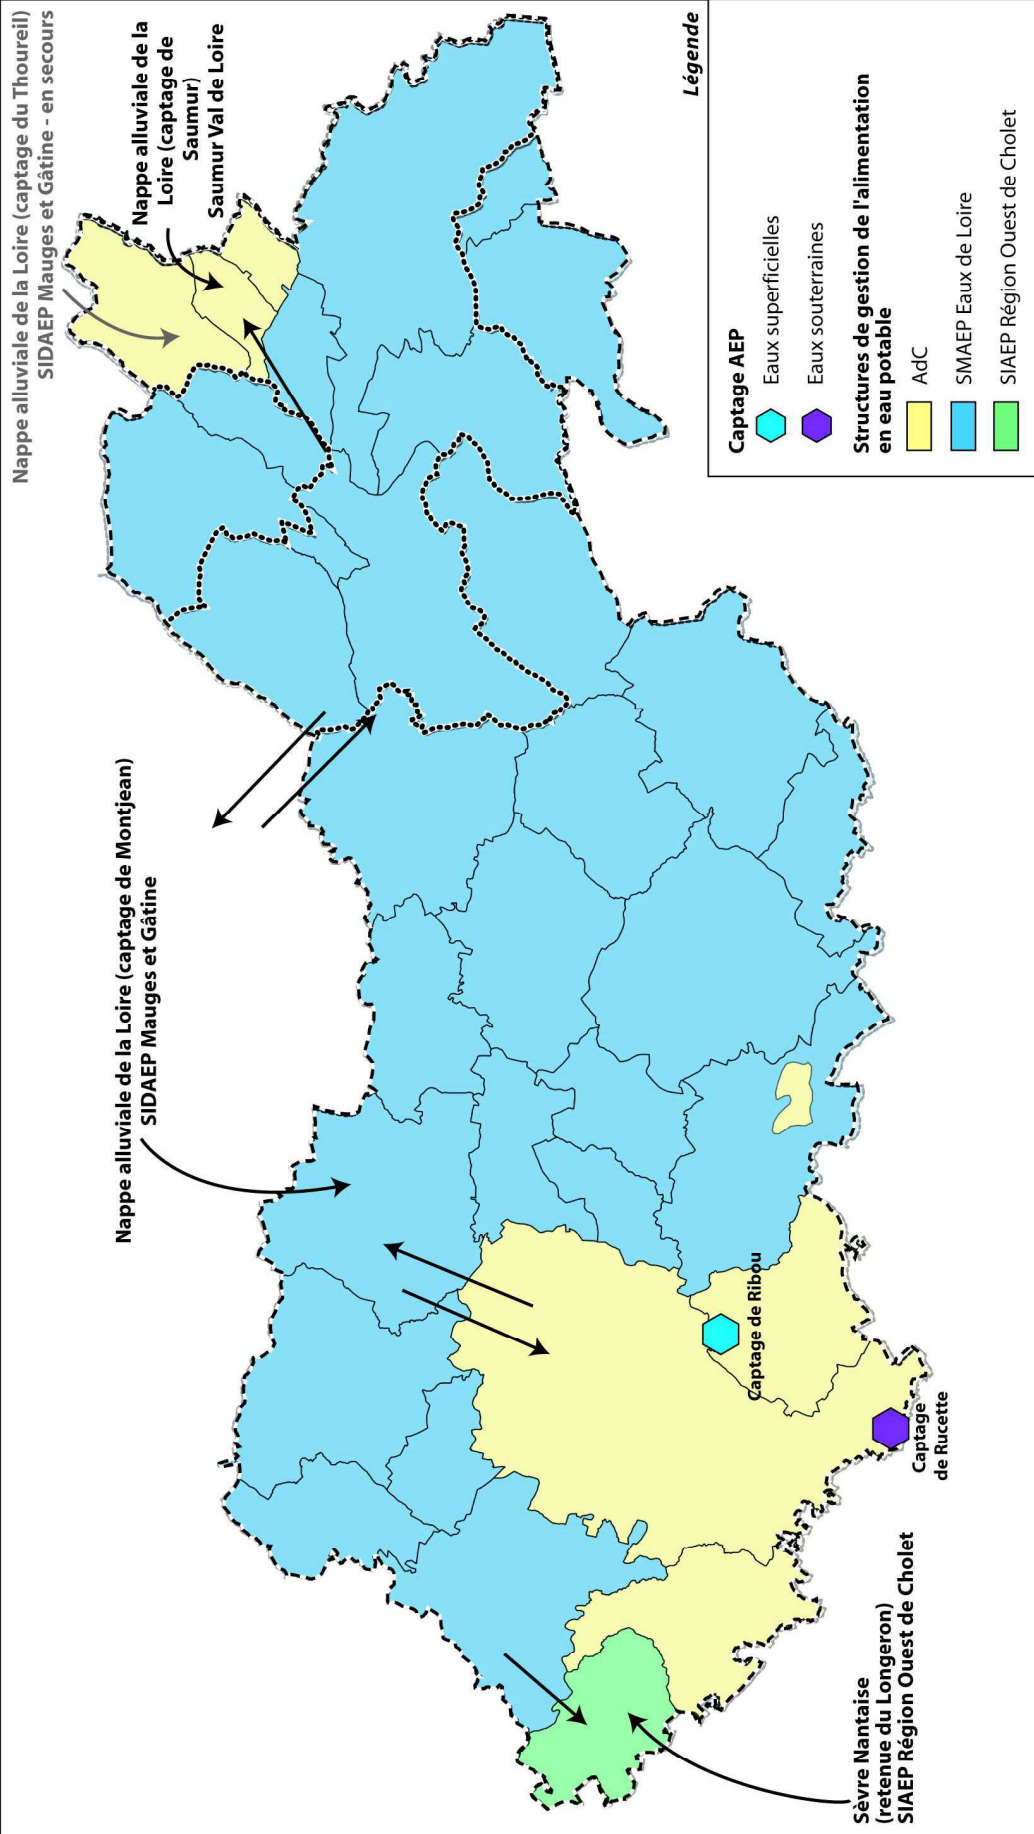 Nappe alluviale de la Loire (captage du Thoureil)
SIDAEP Mauges et Gâtine - en secours
Nappe alluviale de la
Loire (captage de
Saumur)
Saumur Val de Loire
Nappe alluviale de la Loire (captage de Montjean)
SIDAEP Mauges et Gâtine
Captage de Ribou
Captage
de Rucette
Sèvre Nantaise
(retenue du Longeron)
SIAEP Région Ouest de Cholet
Légende
Captage AEP
Eaux superficielles
Eaux souterraines
Structures de gestion de l'alimentation
en eau potable
AdC
SMAEP Eaux de Loire
SIAEP Région Ouest de Cholet